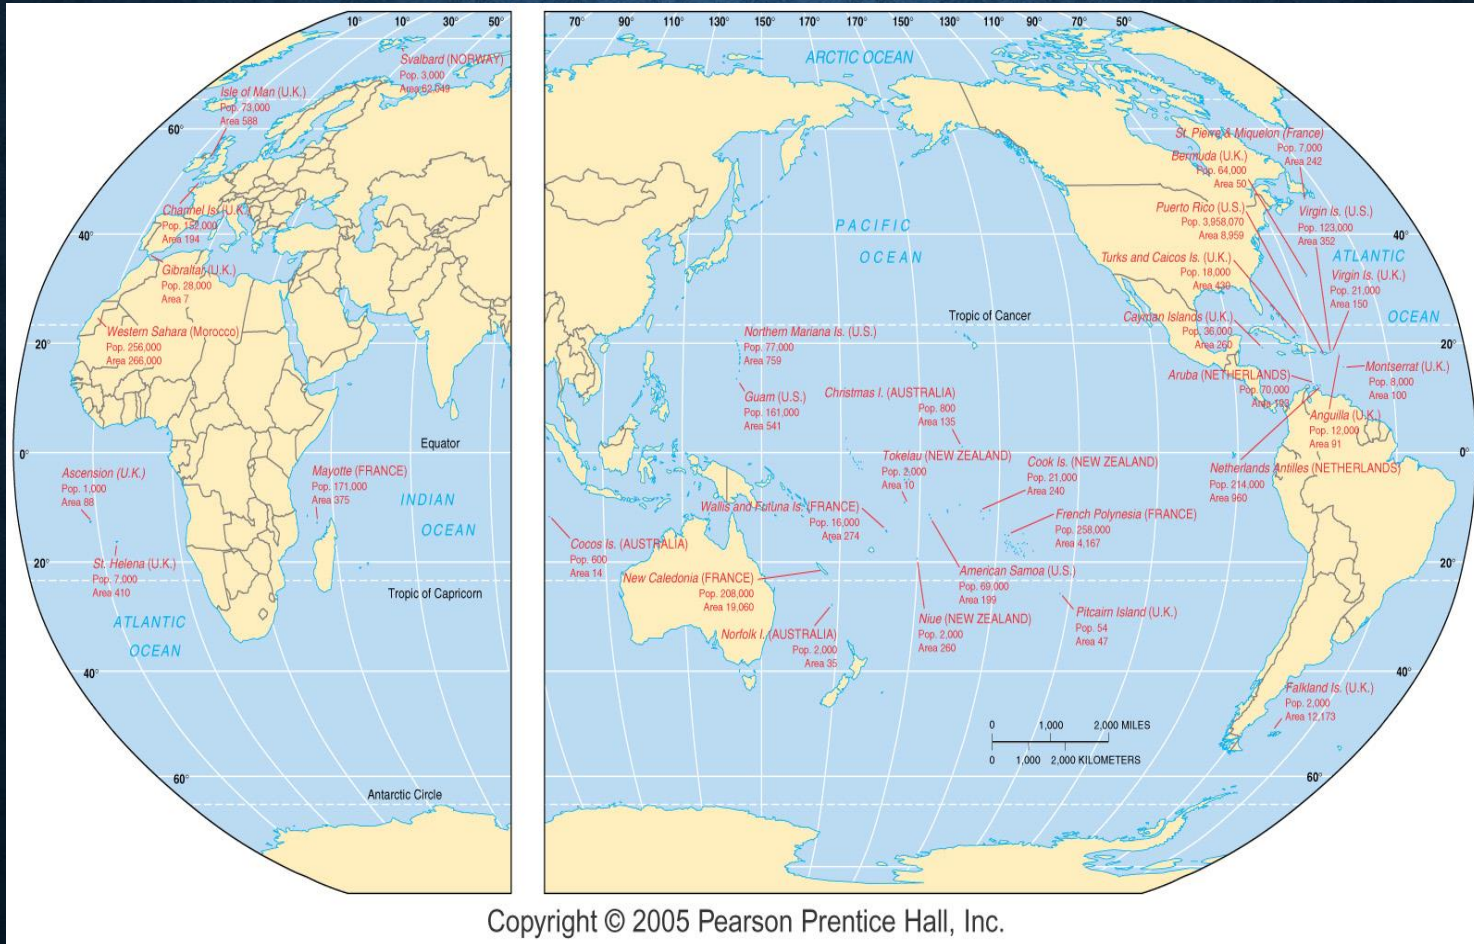 10°
10°
50°
70°
90°
110°
130°
150°
170°
170°
150°
130°
110°
90°
70°
50°
ARCTIC OCEAN
Svalbard (NORWAY)
Pop. 3,000
Area 62,049
Isle of Man (U.K.)
Pop. 73,000
Area 588
60°
Channel Is. (U.K.)
Pop. 152,000
Area 194
40°
Gibraltar (U.K.)
Pop. 28,000
Area 7
Western Sahara (Morocco)
Pop. 256,000
Area 266,000
20°
0°
Equator
Ascension (U.K.)
Pop. 1,000
Area 88
Mayotte (FRANCE)
Pop. 171,000
Area 375
INDIAN
OCEAN
St. Helena (U.K.)
Pop. 7,000
Area 410
20°
Tropic of Capricorn
ATLANTIC
OCEAN
40°
60°
Antarctic Circle
PACIFIC
OCEAN
Tropic of Cancer
Northern Mariana Is. (U.S.)
Pop. 77,000
Area 759
Guam (U.S.)
Pop. 161,000
Area 541
Christmas I. (AUSTRALIA)
Pop. 800
Area 135
Tokelau (NEW ZEALAND)
Pop. 2,000
Area 10
Cook Is. (NEW ZEALAND)
Pop. 21,000
Area 240
Wallis and Futuna Is. (FRANCE)
Pop. 16,000
Area 274
French Polynesia (FRANCE)
Pop. 258,000
Area 4,167
Cocos Is. (AUSTRALIA)
Pop. 600
Area 14
New Caledonia (FRANCE)
Pop. 208,000
Area 19,060
American Samoa (U.S.)
Pop. 69,000
Area 199
Norfolk I. (AUSTRALIA)
Pop. 2,000
Area 35
Niue (NEW ZEALAND)
Pop. 2,000
Area 260
Pitcairn Island (U.K.)
Pop. 54
Area 47
St. Pierre & Miquelon (France)
Pop. 7,000
Area 242
Bermuda (U.K.)
Pop. 64,000
Area 50
Puerto Rico (U.S.)
Pop. 3,958,070
Area 8,959
Virgin Is. (U.S.)
Pop. 123,000
Area 352
40°
ATLANTIC
OCEAN
Turks and Caicos Is. (U.K.)
Pop. 18,000
Area 430
Virgin Is. (U.K.)
Pop. 21,000
Area 150
Cayman Islands (U.K.)
Pop. 36,000
Area 260
20°
Aruba (NETHERLANDS)
Pop. 70,000
Area 193
Montserrat (U.K.)
Pop. 8,000
Area 100
Anguilla (U.K.)
Pop. 12,000
Area 91
0°
Netherlands Antilles (NETHERLANDS)
Pop. 214,000
Area 960
20°
40°
Falkland Is. (U.K.)
Pop. 2,000
Area 12,173
0 1,000 2,000 MILES
0 1,000 2,000 KILOMETERS
60°
Copyright © 2005 Pearson Prentice Hall, Inc.